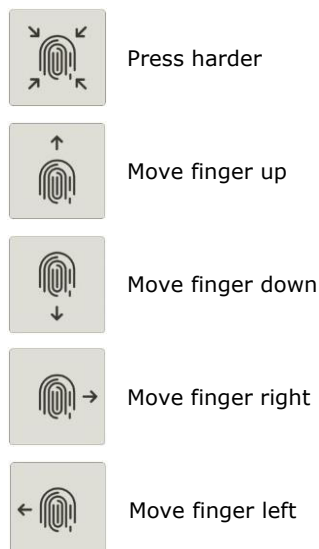 Press harder
Move finger up
Move finger down
Move finger right
Move finger left